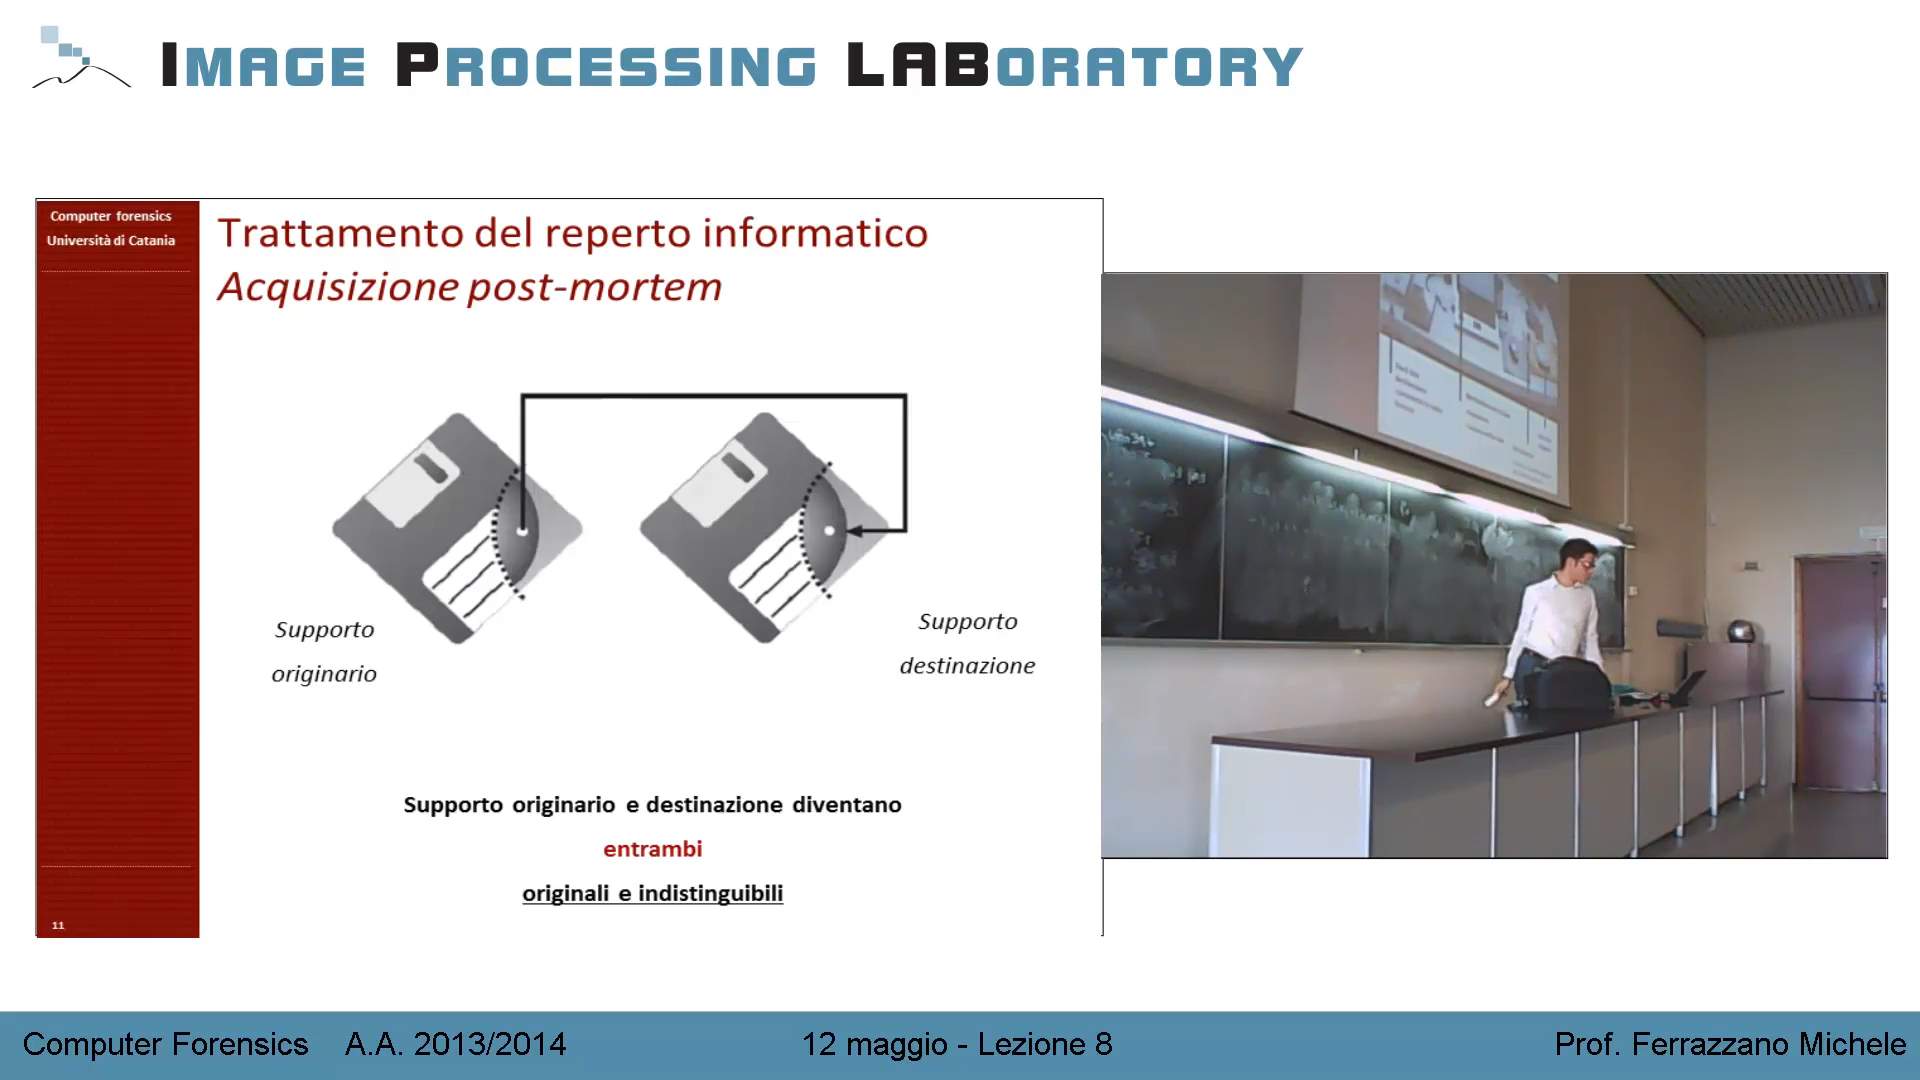 IMAGE PROCESSING LABORATORY
Computer forensics
Università di Catania
Trattamento del reperto informatico
Acquisizione post-mortem
Supporto
originario
Supporto
destinazione
Supporto originario e destinazione diventano
entrambi
originali e indistinguibili
11
Computer Forensics A.A. 2013/2014 12 maggio - Lezione 8 Prof. Ferrazzano Michele